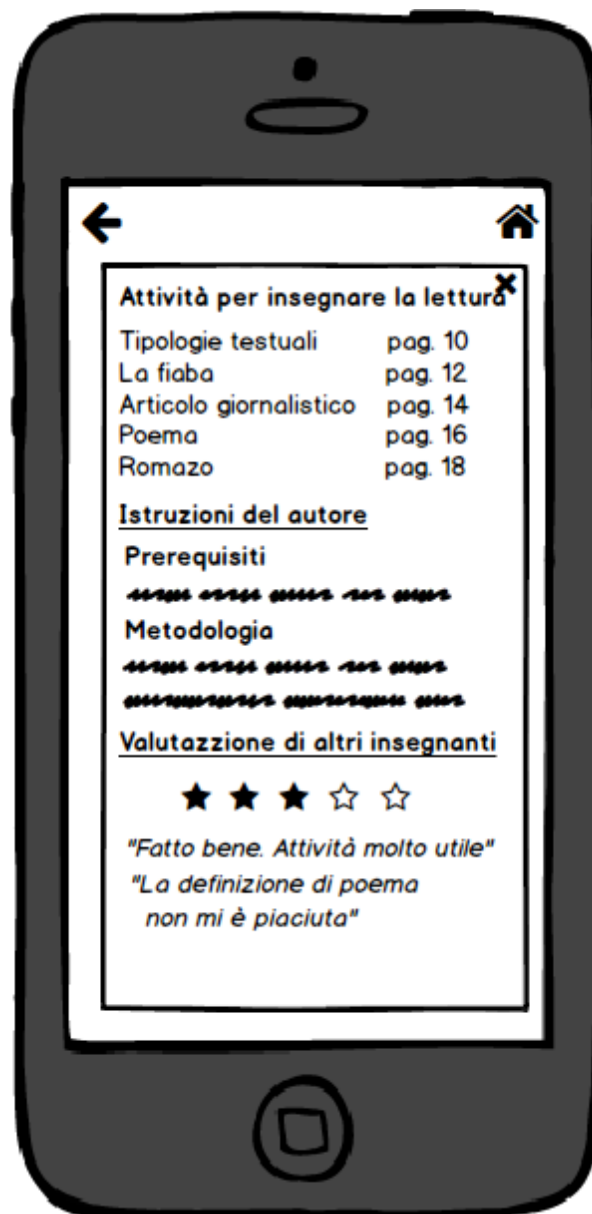 Attività per insegnare la lettura
Tipologie testuali pag. 10
La fiaba pag. 12
Articolo giornalistico pag. 14
Poema pag. 16
Romazo pag. 18
Istruzioni del autore
Prerequisiti
Metodologia
Valutazzione di altri insegnanti
"Fatto bene. Attività molto utile"
"La definizione di poema
non mi è piaciuta"